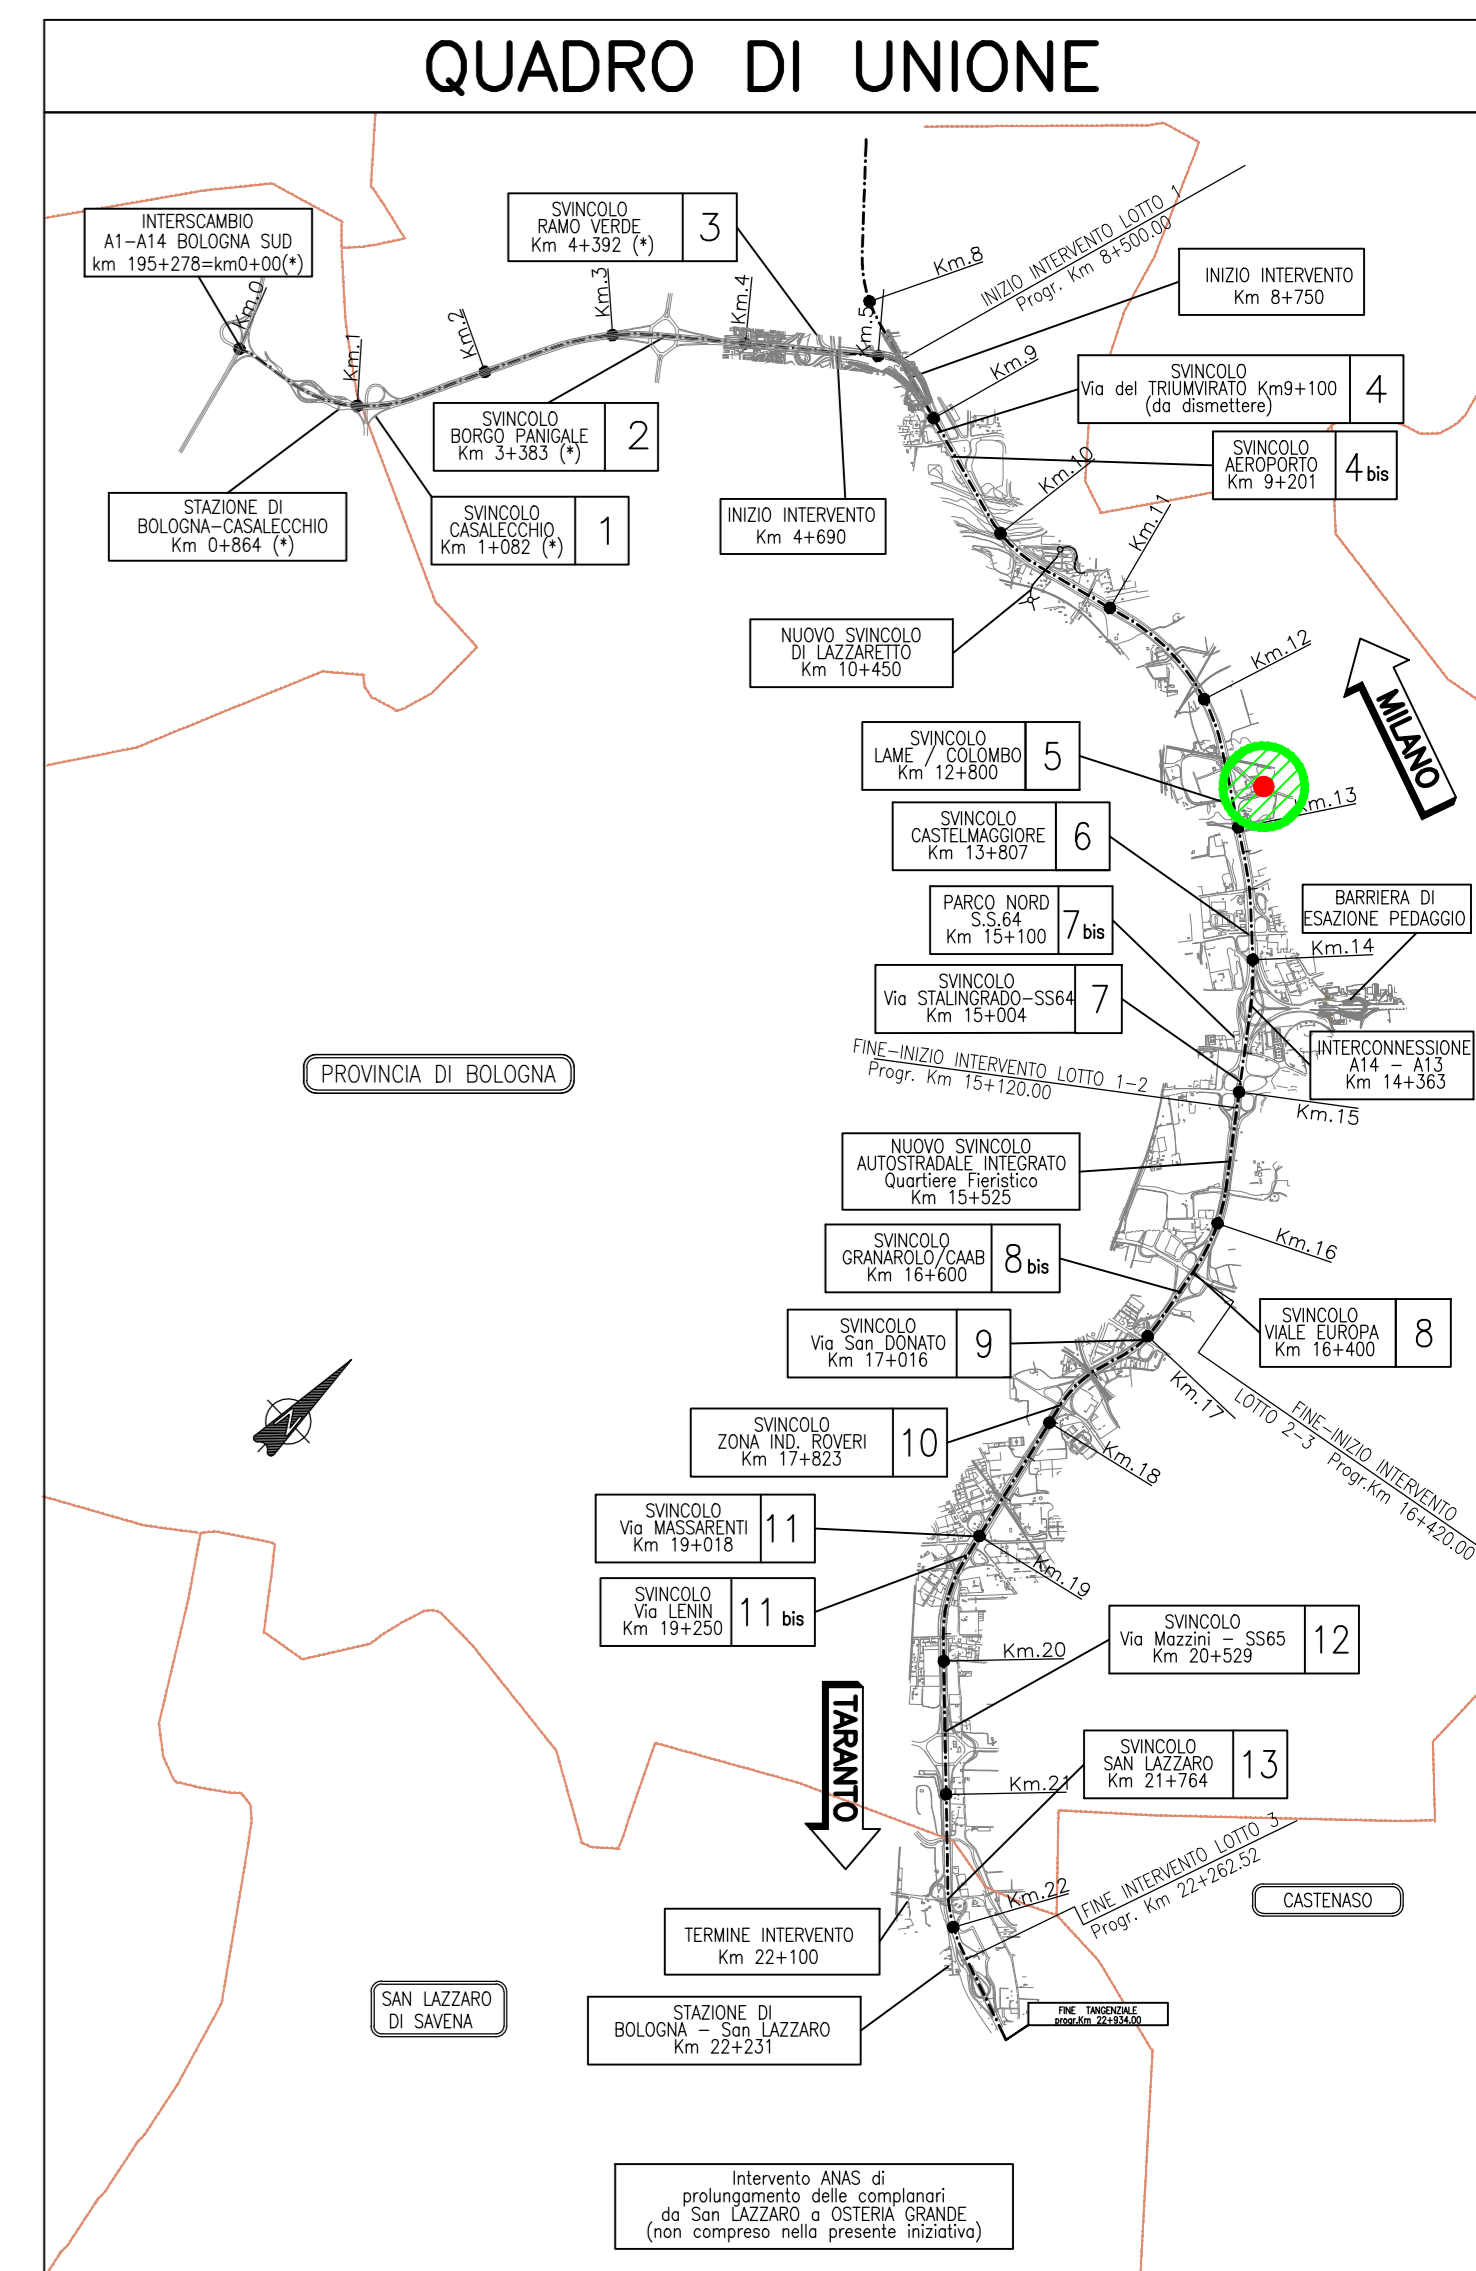 QUADRO DI UNIONE
INTERSCAMBIO
A1-A14 BOLOGNA SUD
km 195+278=km0+00(*)
SVINCOLO
RAMO VERDE
Km 4+392 (*)
3
Km.8
INIZIO INTERVENTO LOTTO 1
Progr. Km 8+500.00
INIZIO INTERVENTO
Km 8+750
Km.0
Km.1
Km.2
Km.3
Km.4
Km.5
Km.9
SVINCOLO
Via del TRIUMVIRATO Km9+100
(da dismettere)
4
SVINCOLO
BORGO PANIGALE
Km 3+383 (*)
2
SVINCOLO
AEROPORTO
Km 9+201
4 bis
Km.10
STAZIONE DI
BOLOGNA-CASALECCHIO
Km 0+864 (*)
SVINCOLO
CASALECCHIO
Km 1+082 (*)
1
INIZIO INTERVENTO
Km 4+690
Km.11
NUOVO SVINCOLO
DI LAZZARETTO
Km 10+450
Km.12
MILANO
SVINCOLO
LAME / COLOMBO
Km 12+800
5
Km.13
SVINCOLO
CASTELMAGGIORE
Km 13+807
6
PARCO NORD
S.S.64
Km 15+100
7 bis
BARRIERA DI
ESAZIONE PEDAGGIO
Km.14
SVINCOLO
Via STALINGRADO-SS64
Km 15+004
7
INTERCONNESSIONE
A14 - A13
Km 14+363
FINE-INIZIO INTERVENTO LOTTO 1-2
Progr. Km 15+120.00
Km.15
PROVINCIA DI BOLOGNA
NUOVO SVINCOLO
AUTOSTRADALE INTEGRATO
Quartiere Fieristico
Km 15+525
Km.16
SVINCOLO
GRANAROLO/CAAB
Km 16+600
8 bis
SVINCOLO
VIALE EUROPA
Km 16+400
8
SVINCOLO
Via San DONATO
Km 17+016
9
Km.17
FINE-INIZIO INTERVENTO
LOTTO 2-3 Progr.Km 16+420.00
N
SVINCOLO
ZONA IND. ROVERI
Km 17+823
10
Km.18
SVINCOLO
Via MASSARENTI
Km 19+018
11
Km.19
SVINCOLO
Via LENIN
Km 19+250
11 bis
SVINCOLO
Via Mazzini - SS65
Km 20+529
12
Km.20
TARANTO
SVINCOLO
SAN LAZZARO
Km 21+764
13
Km.21
FINE INTERVENTO LOTTO 3
Progr. Km 22+262.52
Km.22
CASTENASO
TERMINE INTERVENTO
Km 22+100
SAN LAZZARO
DI SAVENA
STAZIONE DI
BOLOGNA - San LAZZARO
Km 22+231
FINE TANGENZIALE
progr.Km 22+934.00
Intervento ANAS di
prolungamento delle complanari
da San LAZZARO a OSTERIA GRANDE
(non compreso nella presente iniziativa)